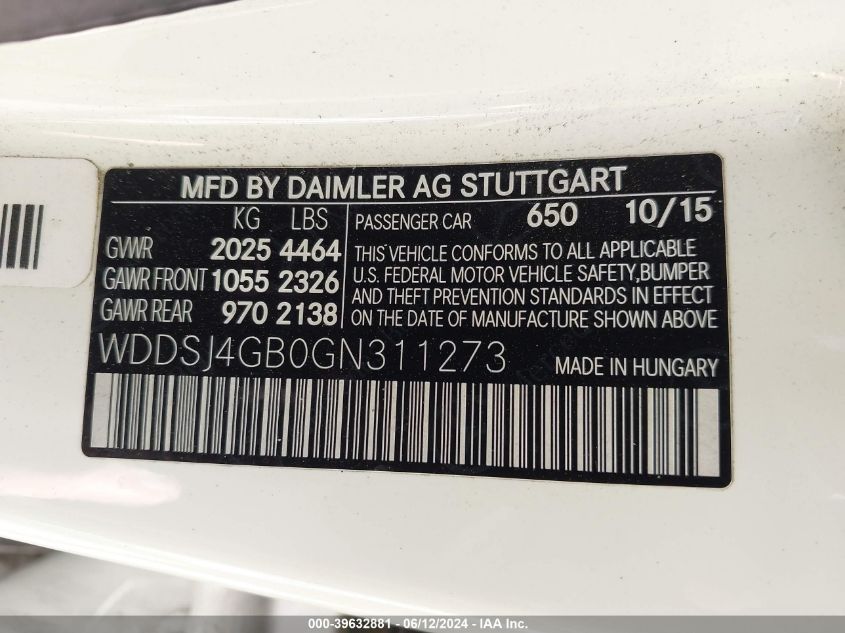 MFD BY DAIMLER AG STUTTGART
KG LBS
GVWR 2025 4464
GAWR FRONT 1055 2326
GAWR REAR 970 2138
PASSENGER CAR 650 10/15
THIS VEHICLE CONFORMS TO ALL APPLICABLE
U.S. FEDERAL MOTOR VEHICLE SAFETY,BUMPER
AND THEFT PREVENTION STANDARDS IN EFFECT
ON THE DATE OF MANUFACTURE SHOWN ABOVE
WDDSJ4GB0GN311273 MADE IN HUNGARY
000-39632881 - 06/12/2024 - IAAI.COM